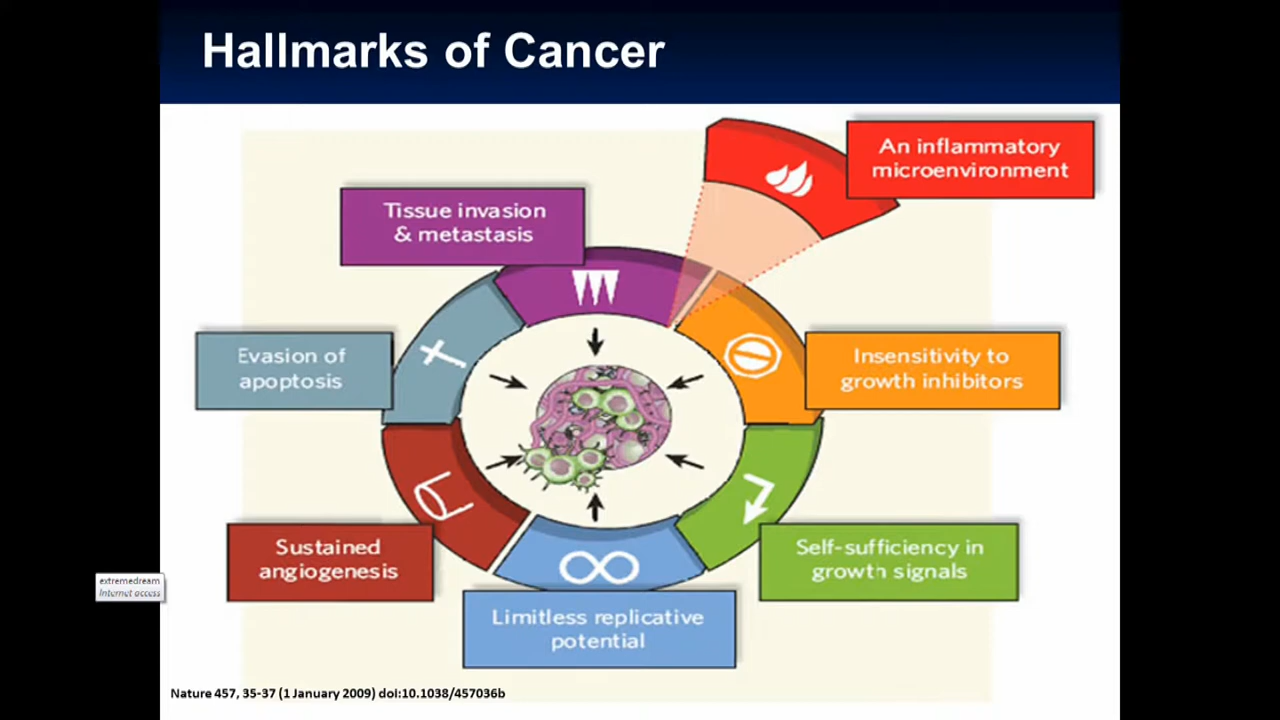 Hallmarks of Cancer
An inflammatory
microenvironment
Tissue invasion
& metastasis
Evasion of
apoptosis
Insensitivity to
growth inhibitors
Sustained
angiogenesis
Self-sufficiency in
growth signals
extremedream
Internet access
Limitless replicative
potential
Nature 457, 35-37 (1 January 2009) doi:10.1038/457036b